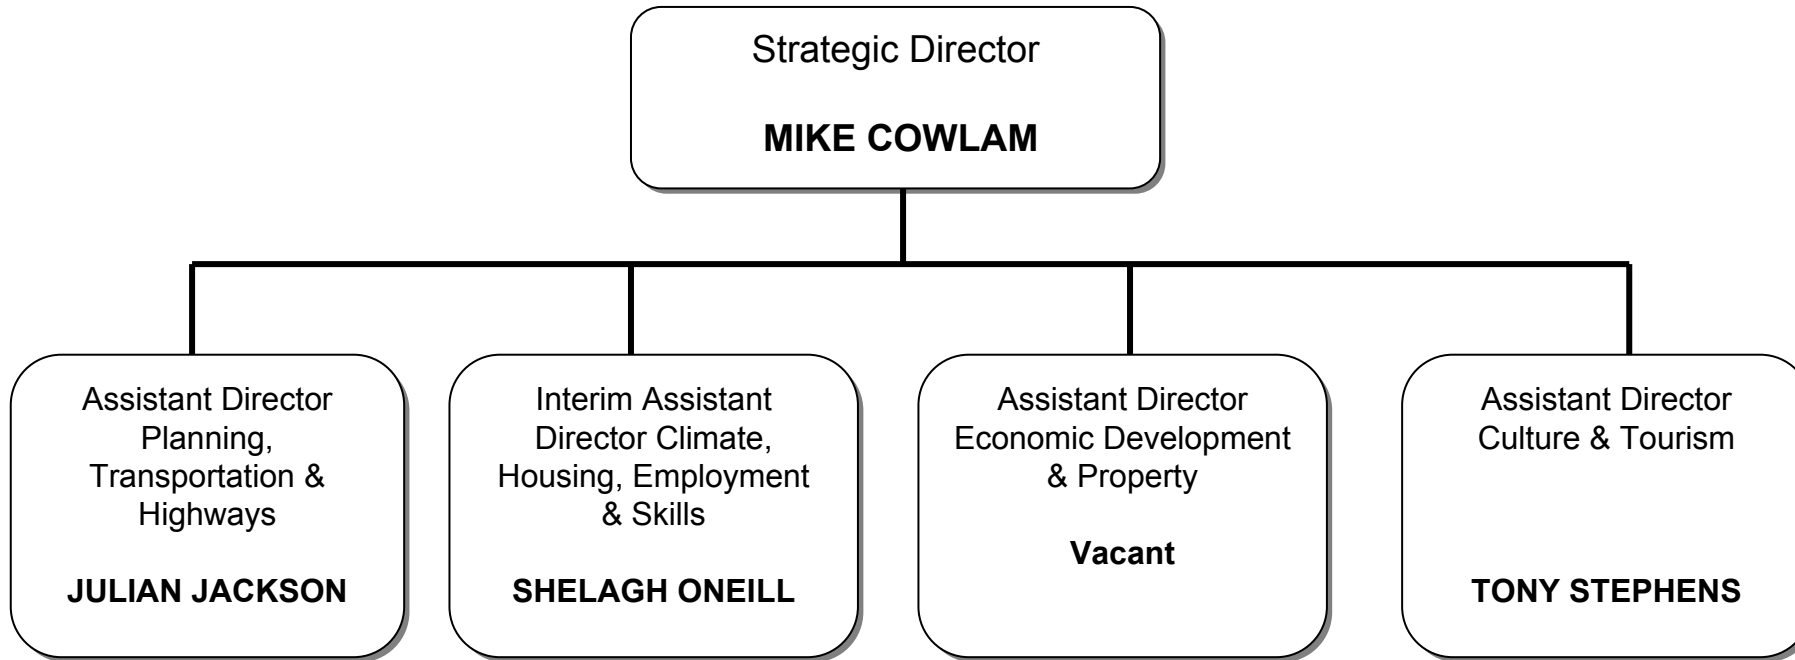 Strategic Director
MIKE COWLAM
Assistant Director
Planning,
Transportation &
Highways
JULIAN JACKSON
Interim Assistant
Director Climate,
Housing, Employment
& Skills
SHELAGH ONEILL
Assistant Director
Economic Development
& Property
Vacant
Assistant Director
Culture & Tourism
TONY STEPHENS